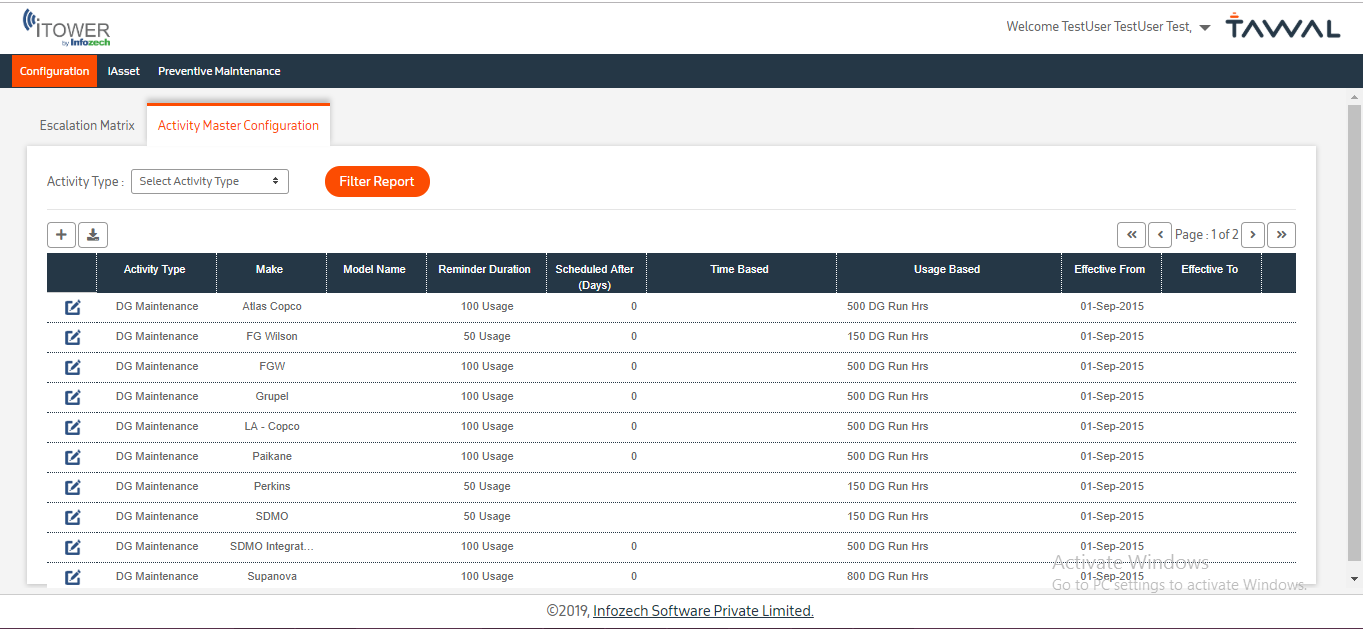 iTOWER
by Infozech
Welcome TestUser TestUser Test,
TAWAL
Configuration iAsset Preventive Maintenance
Escalation Matrix Activity Master Configuration
Activity Type : Select Activity Type Filter Report
+ « ‹ Page : 1 of 2 › »
Activity Type Make Model Name Reminder Duration Scheduled After (Days) Time Based Usage Based Effective From Effective To
DG Maintenance Atlas Copco 100 Usage 0 500 DG Run Hrs 01-Sep-2015
DG Maintenance FG Wilson 50 Usage 0 150 DG Run Hrs 01-Sep-2015
DG Maintenance FGW 100 Usage 0 500 DG Run Hrs 01-Sep-2015
DG Maintenance Grupel 100 Usage 0 500 DG Run Hrs 01-Sep-2015
DG Maintenance LA - Copco 100 Usage 0 500 DG Run Hrs 01-Sep-2015
DG Maintenance Paikane 100 Usage 0 500 DG Run Hrs 01-Sep-2015
DG Maintenance Perkins 50 Usage 150 DG Run Hrs 01-Sep-2015
DG Maintenance SDMO 50 Usage 150 DG Run Hrs 01-Sep-2015
DG Maintenance SDMO Integrat... 100 Usage 0 500 DG Run Hrs 01-Sep-2015
DG Maintenance Supanova 100 Usage 0 800 DG Run Hrs 01-Sep-2015
Activate Windows
Go to PC settings to activate Windows.
©2019, Infozech Software Private Limited.